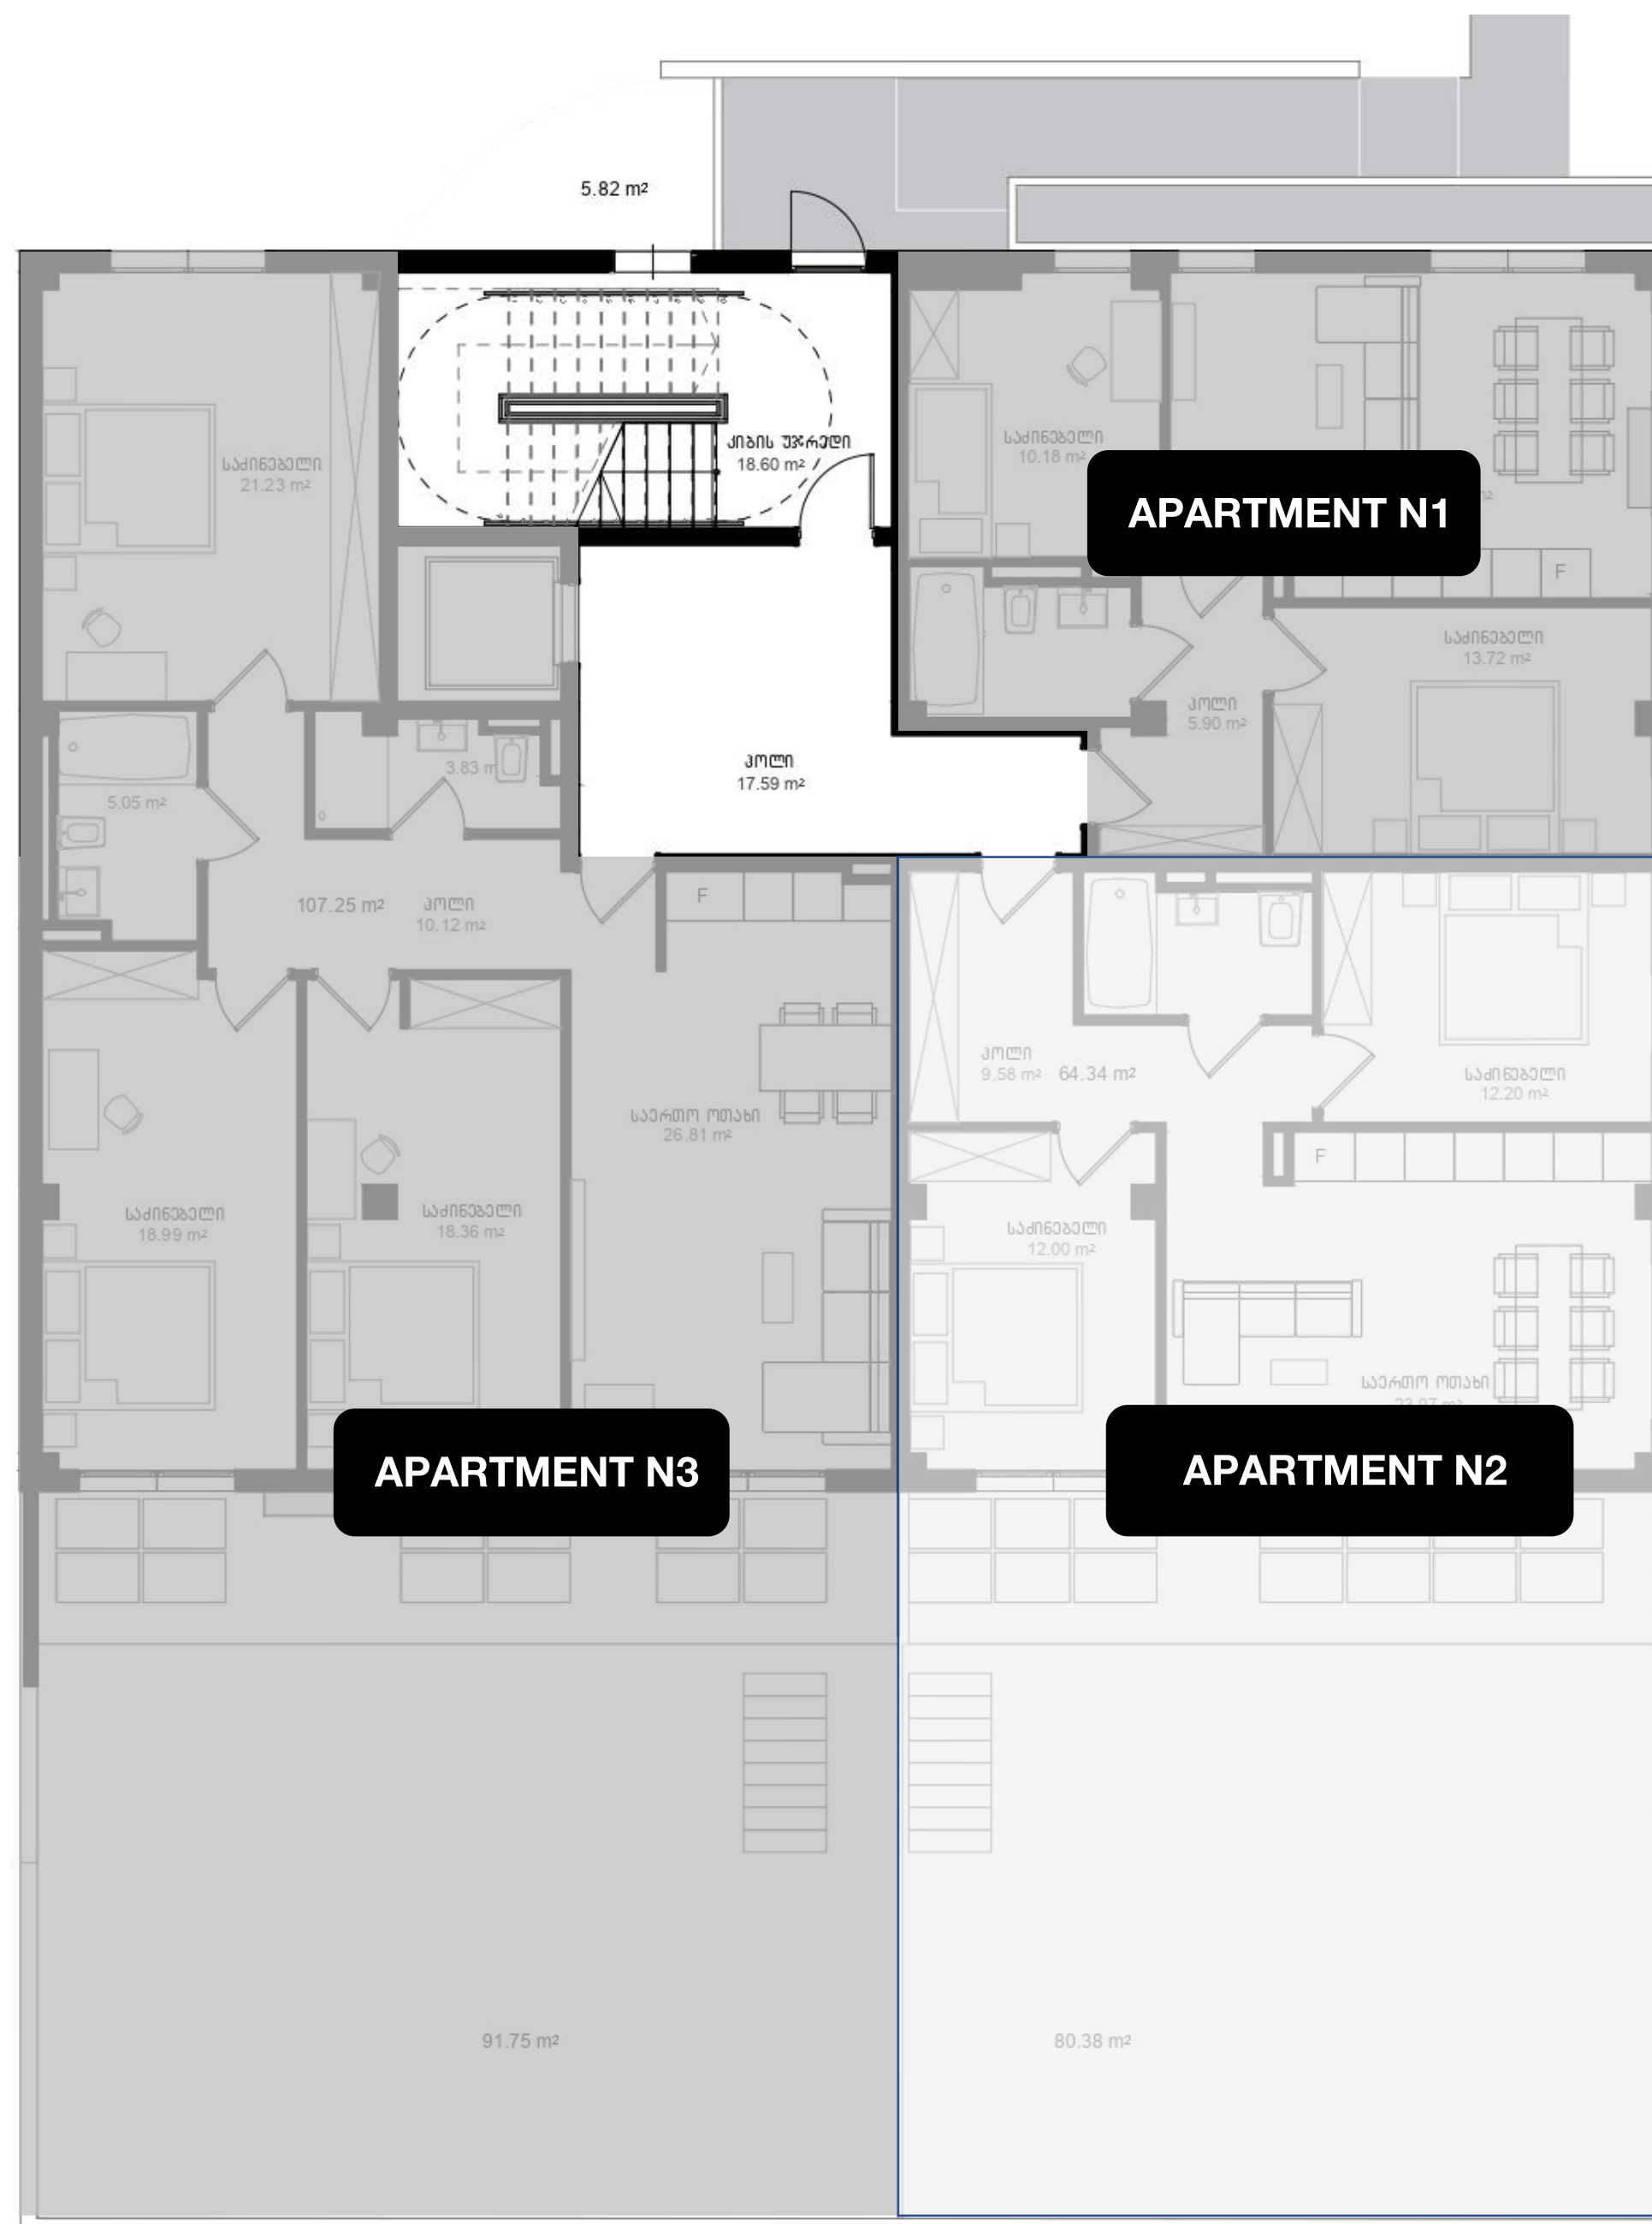 5.82 m²
კიბის უჯრედი
18.60 m²
საძინებელი
10.18 m²
საძინებელი
21.23 m²
APARTMENT N1
F
საძინებელი
13.72 m²
ჰოლი
5.90 m²
ჰოლი
17.59 m²
3.83 m
5.05 m²
F
107.25 m²
ჰოლი
10.12 m²
ჰოლი
9.58 m²
64.34 m²
საძინებელი
12.20 m²
საერთო ოთახი
26.81 m²
F
საძინებელი
18.99 m²
საძინებელი
18.36 m²
საძინებელი
12.00 m²
საერთო ოთახი
APARTMENT N3
APARTMENT N2
91.75 m²
80.38 m²